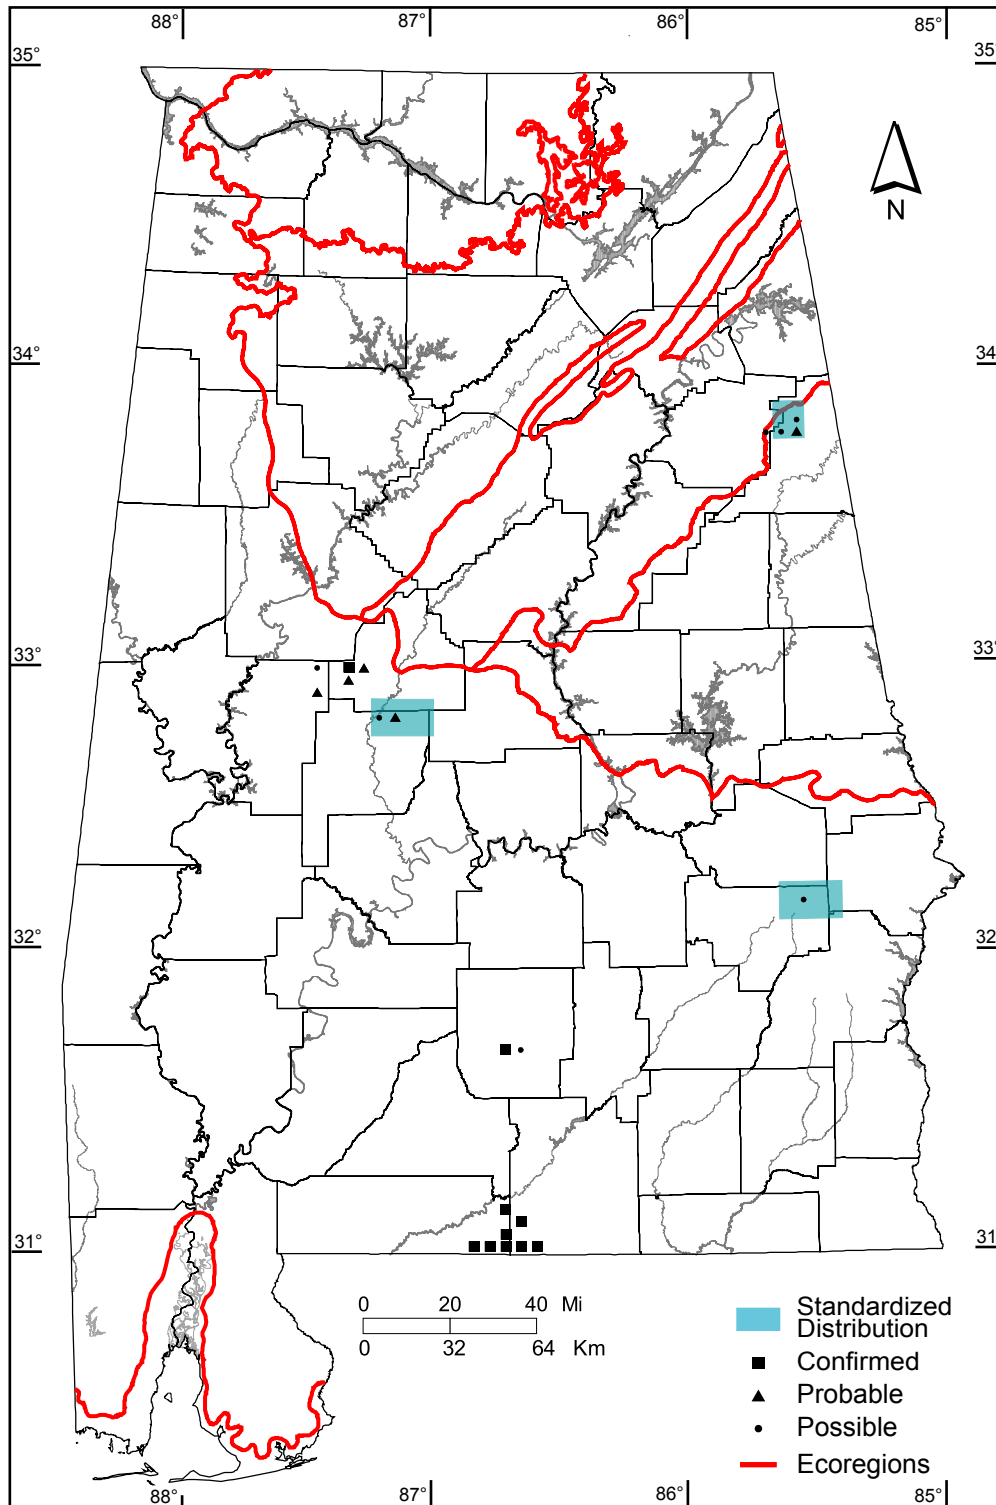 88° 87° 86° 85°
35° 35°
N
34° 34
33° 33°
32° 32
31° 31
0 20 40 Mi
0 32 64 Km
Standardized
Distribution
Confirmed
Probable
Possible
Ecoregions
88° 87° 86° 85°